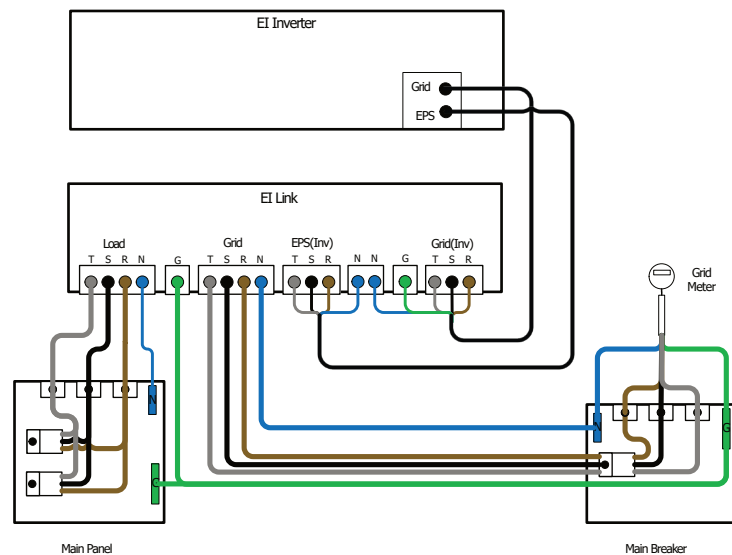 EI Inverter
Grid
EPS
EI Link
Load
Grid
EPS(Inv)
Grid(Inv)
T S R N
G
T S R N
T S R
N N
G
T S R
Grid
Meter
N
G
N
G
Main Panel
Main Breaker